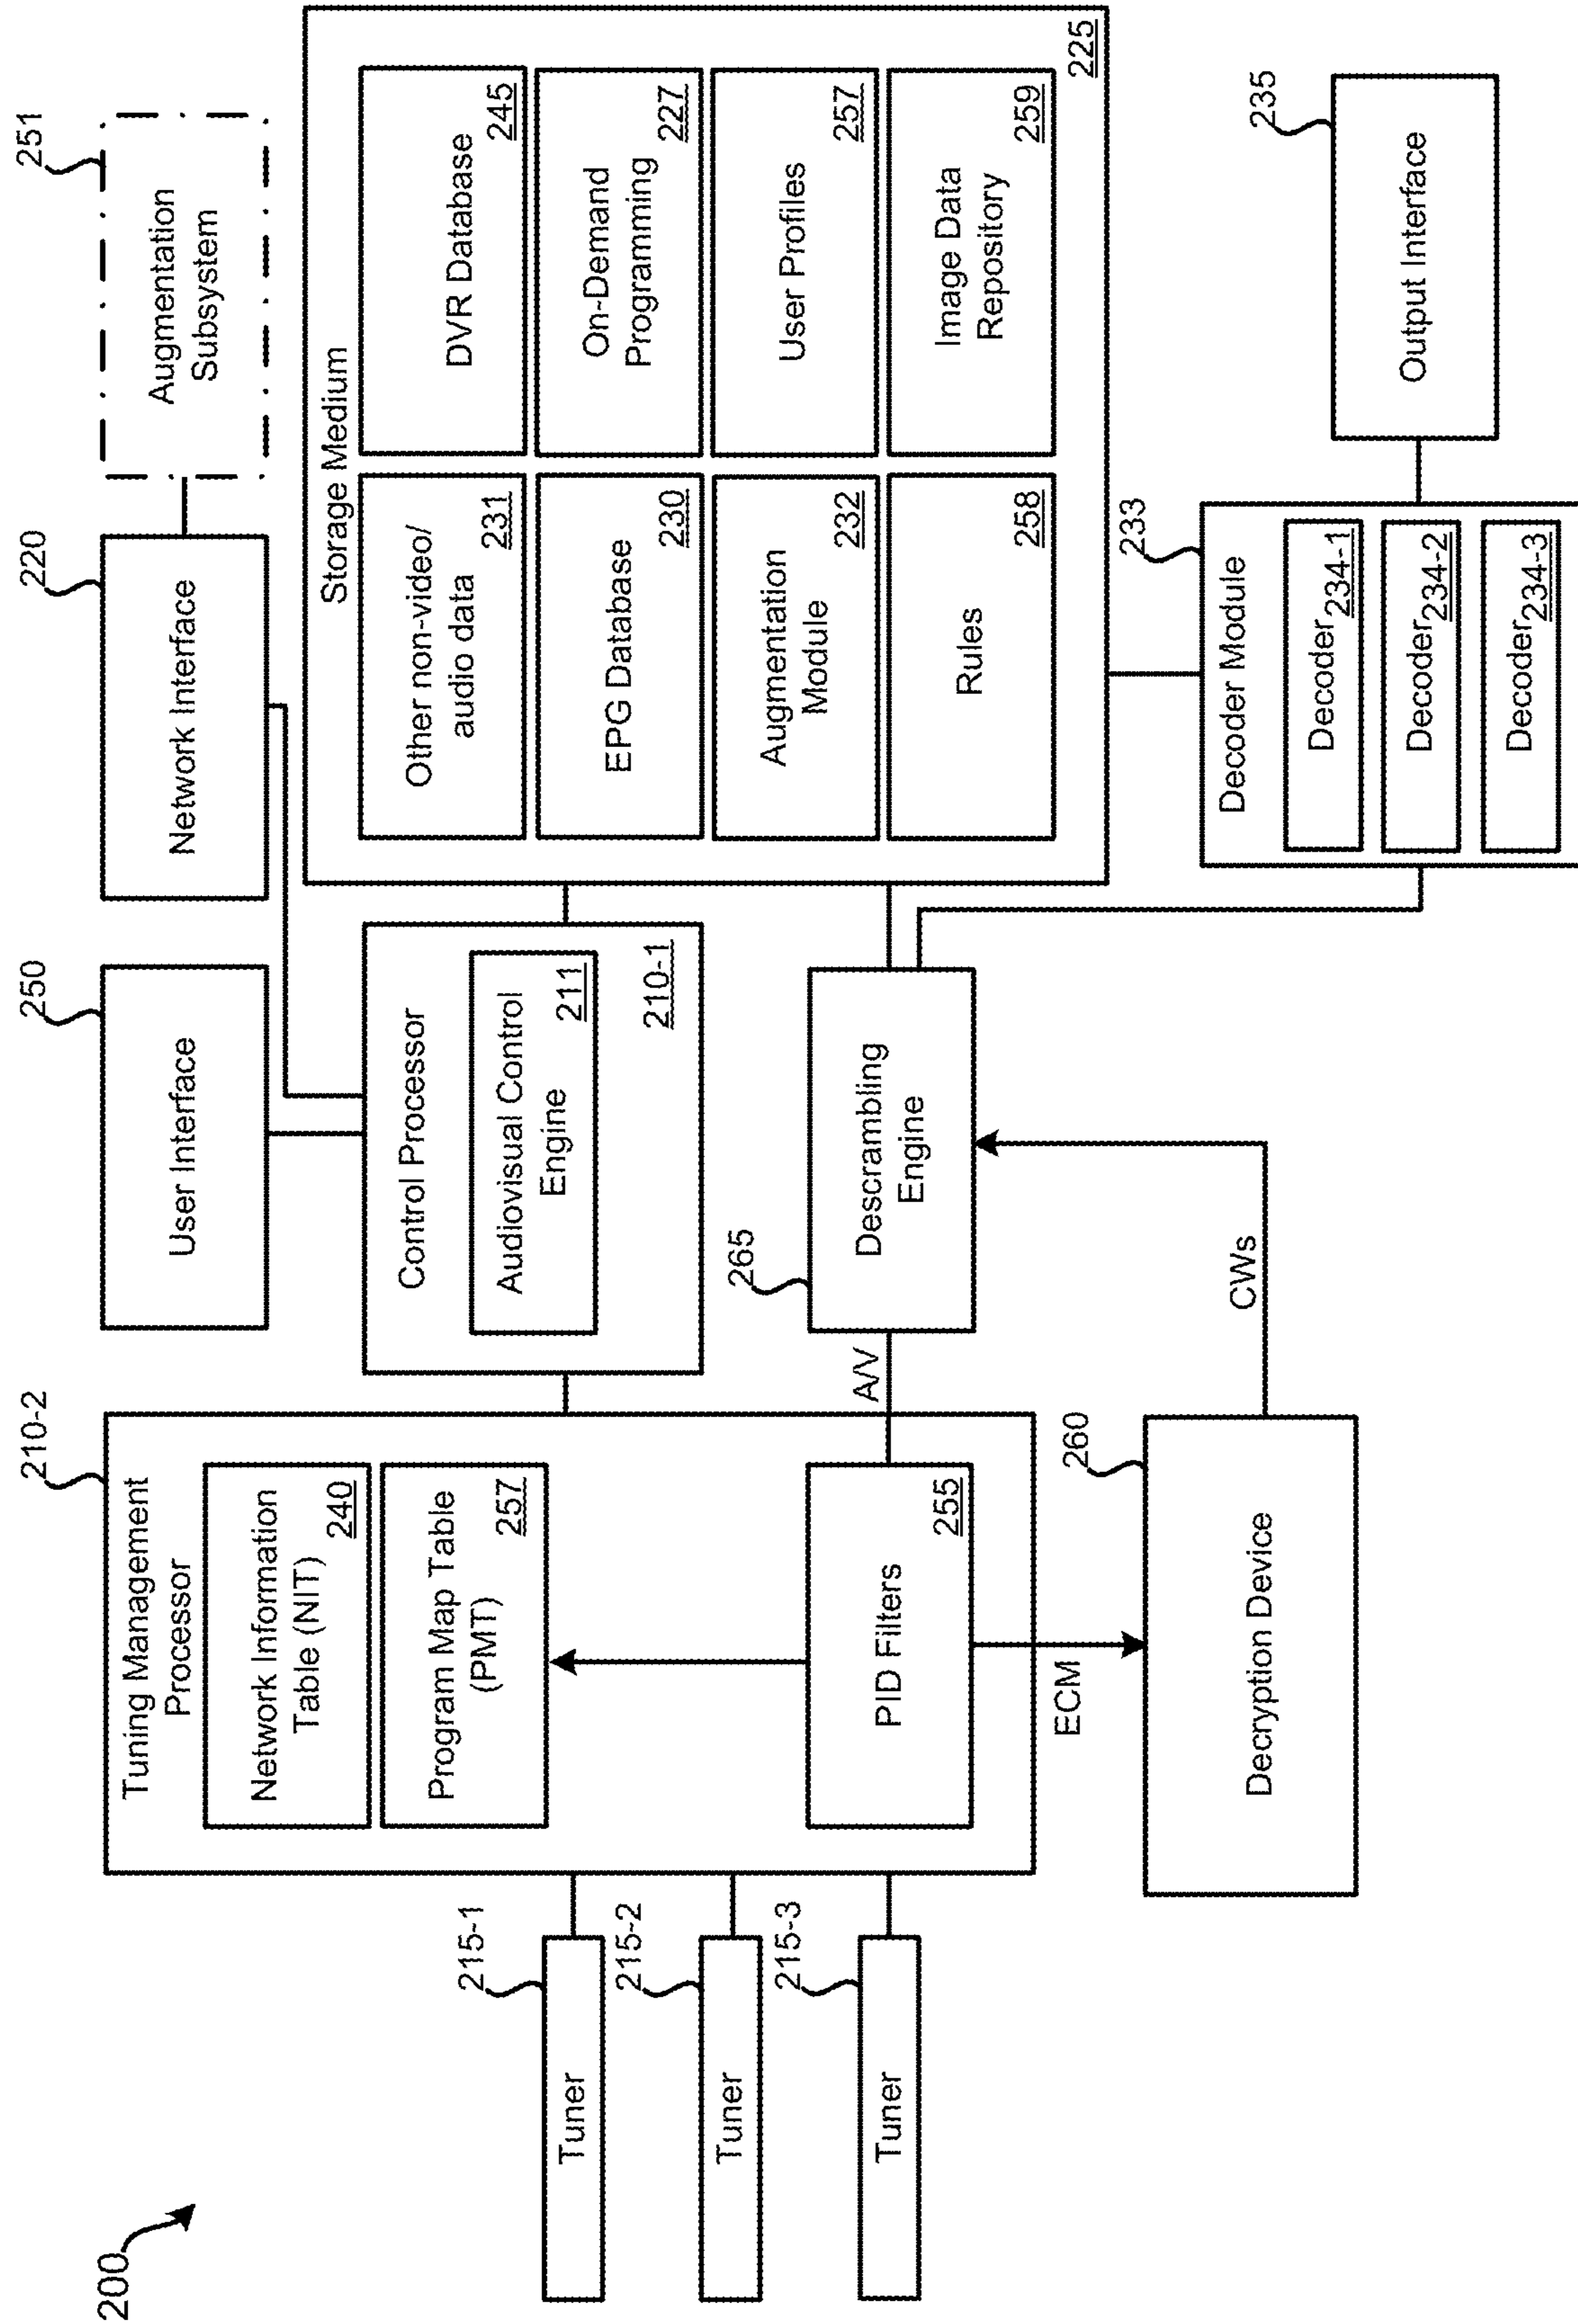 200
215-1
Tuner
215-2
Tuner
215-3
Tuner
210-2
Tuning Management
Processor
Network Information
Table (NIT)
240
Program Map Table
(PMT)
257
PID Filters
255
A/V
ECM
260
Decryption Device
CWs
250
User Interface
220
Network Interface
251
Augmentation
Subsystem
Control Processor
Audiovisual Control
Engine
211
210-1
265
Descrambling
Engine
Storage Medium
Other non-video/
audio data
231
DVR Database
245
EPG Database
230
On-Demand
Programming
227
Augmentation
Module
232
User Profiles
257
Rules
258
Image Data
Repository
259
225
233
Decoder Module
Decoder
234-1
Decoder
234-2
Decoder
234-3
235
Output Interface